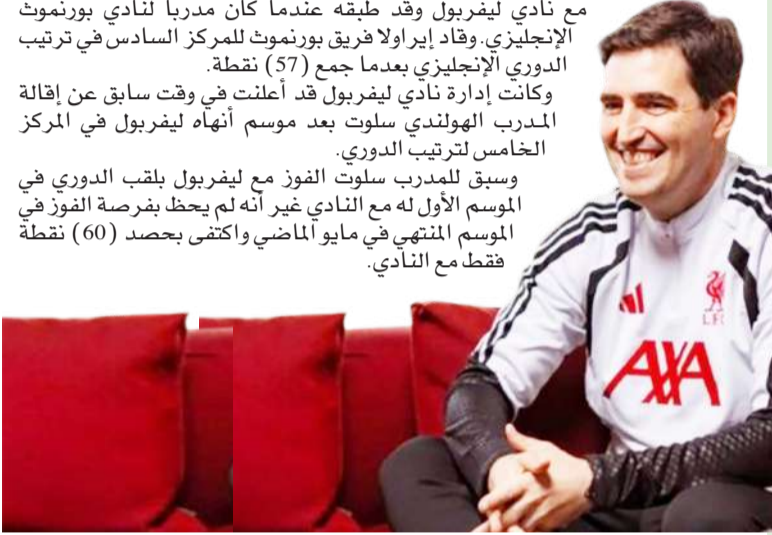 مع نادي ليفربول وقد طبقه عندما كان مدربا لنادي بورنموث
الإنجليزي. وقاد إيراولا فريق بورنموث للمركز السادس في ترتيب
الدوري الإنجليزي بعدما جمع (57) نقطة.
وكانت إدارة نادي ليفربول قد أعلنت في وقت سابق عن إقالة
المدرب الهولندي سلوت بعد موسم أنهاه ليفربول في المركز
الخامس لترتيب الدوري.
وسبق للمدرب سلوت الفوز مع ليفربول بلقب الدوري في
الموسم الأول له مع النادي غير أنه لم يحظ بفرصة الفوز في
الموسم المنتهي في مايو الماضي واكتفى بحصد (60) نقطة
فقط مع النادي.
L.F.C
AXA